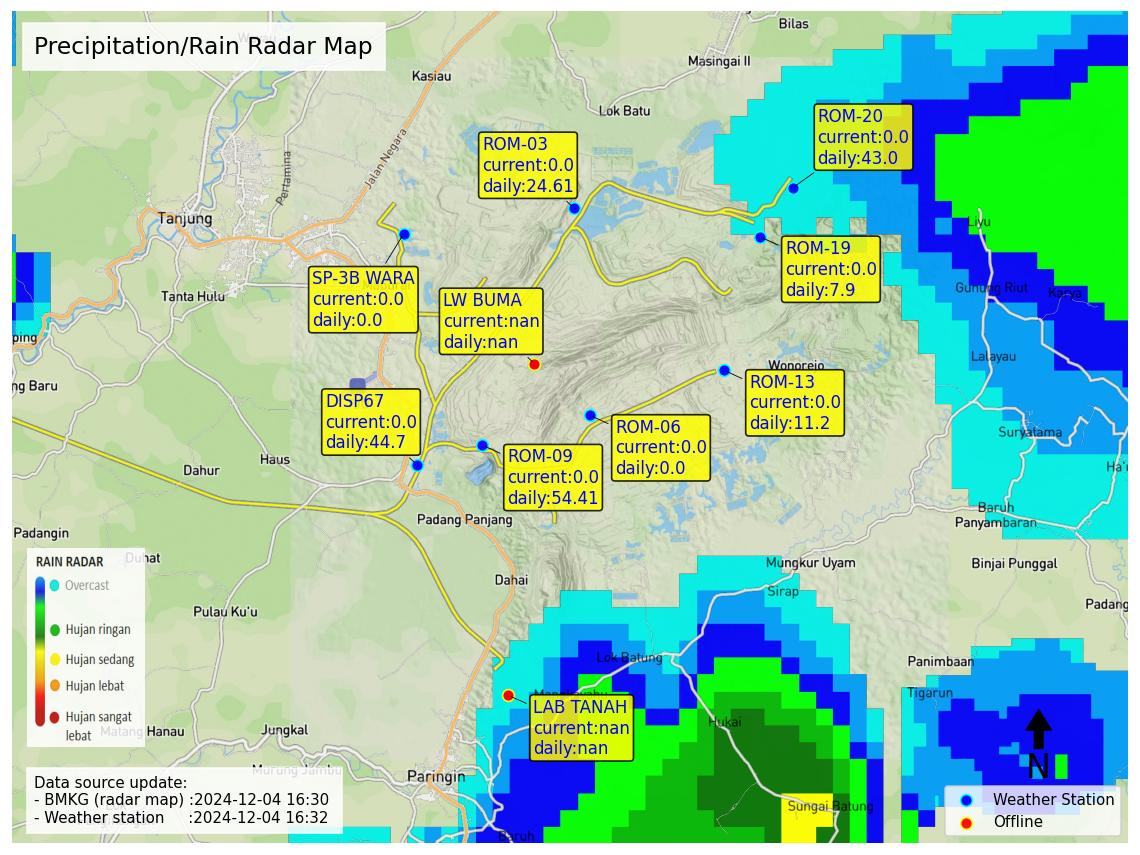 Precipitation/Rain Radar Map
Bilas
Masingai II
Kasiau
Lok Batu
Jalan Negara
Pertamina
Tanjung
Tanta Hulu
ROM-20
current:0.0
daily:43.0
ROM-03
current:0.0
daily:24.61
ROM-19
current:0.0
daily:7.9
SP-3B WARA
current:0.0
daily:0.0
LW BUMA
current:nan
daily:nan
Liyu
Gunung Riut
Karya
Lalayau
Wonorejo
ROM-13
current:0.0
daily:11.2
DISP67
current:0.0
daily:44.7
ROM-06
current:0.0
daily:0.0
ROM-09
current:0.0
daily:54.41
ping
ng Baru
Suryatama
Haus
Dahur
Baruh
Panyambaran
Padang Panjang
Padangin
Duhat
Mungkur Uyam
Binjai Punggal
Dahai
Sirap
Padang
Pulau Ku'u
RAIN RADAR
Overcast
Hujan ringan
Hujan sedang
Hujan lebat
Hujan sangat
lebat
Lok Batung
Panimbaan
Tigarun
LAB TANAH
current:nan
daily:nan
Hukai
Matang Hanau
Jungkal
Murung Jambu
Paringin
Sungai Batung
Baruh
Data source update:
- BMKG (radar map) :2024-12-04 16:30
- Weather station :2024-12-04 16:32
N
Weather Station
Offline